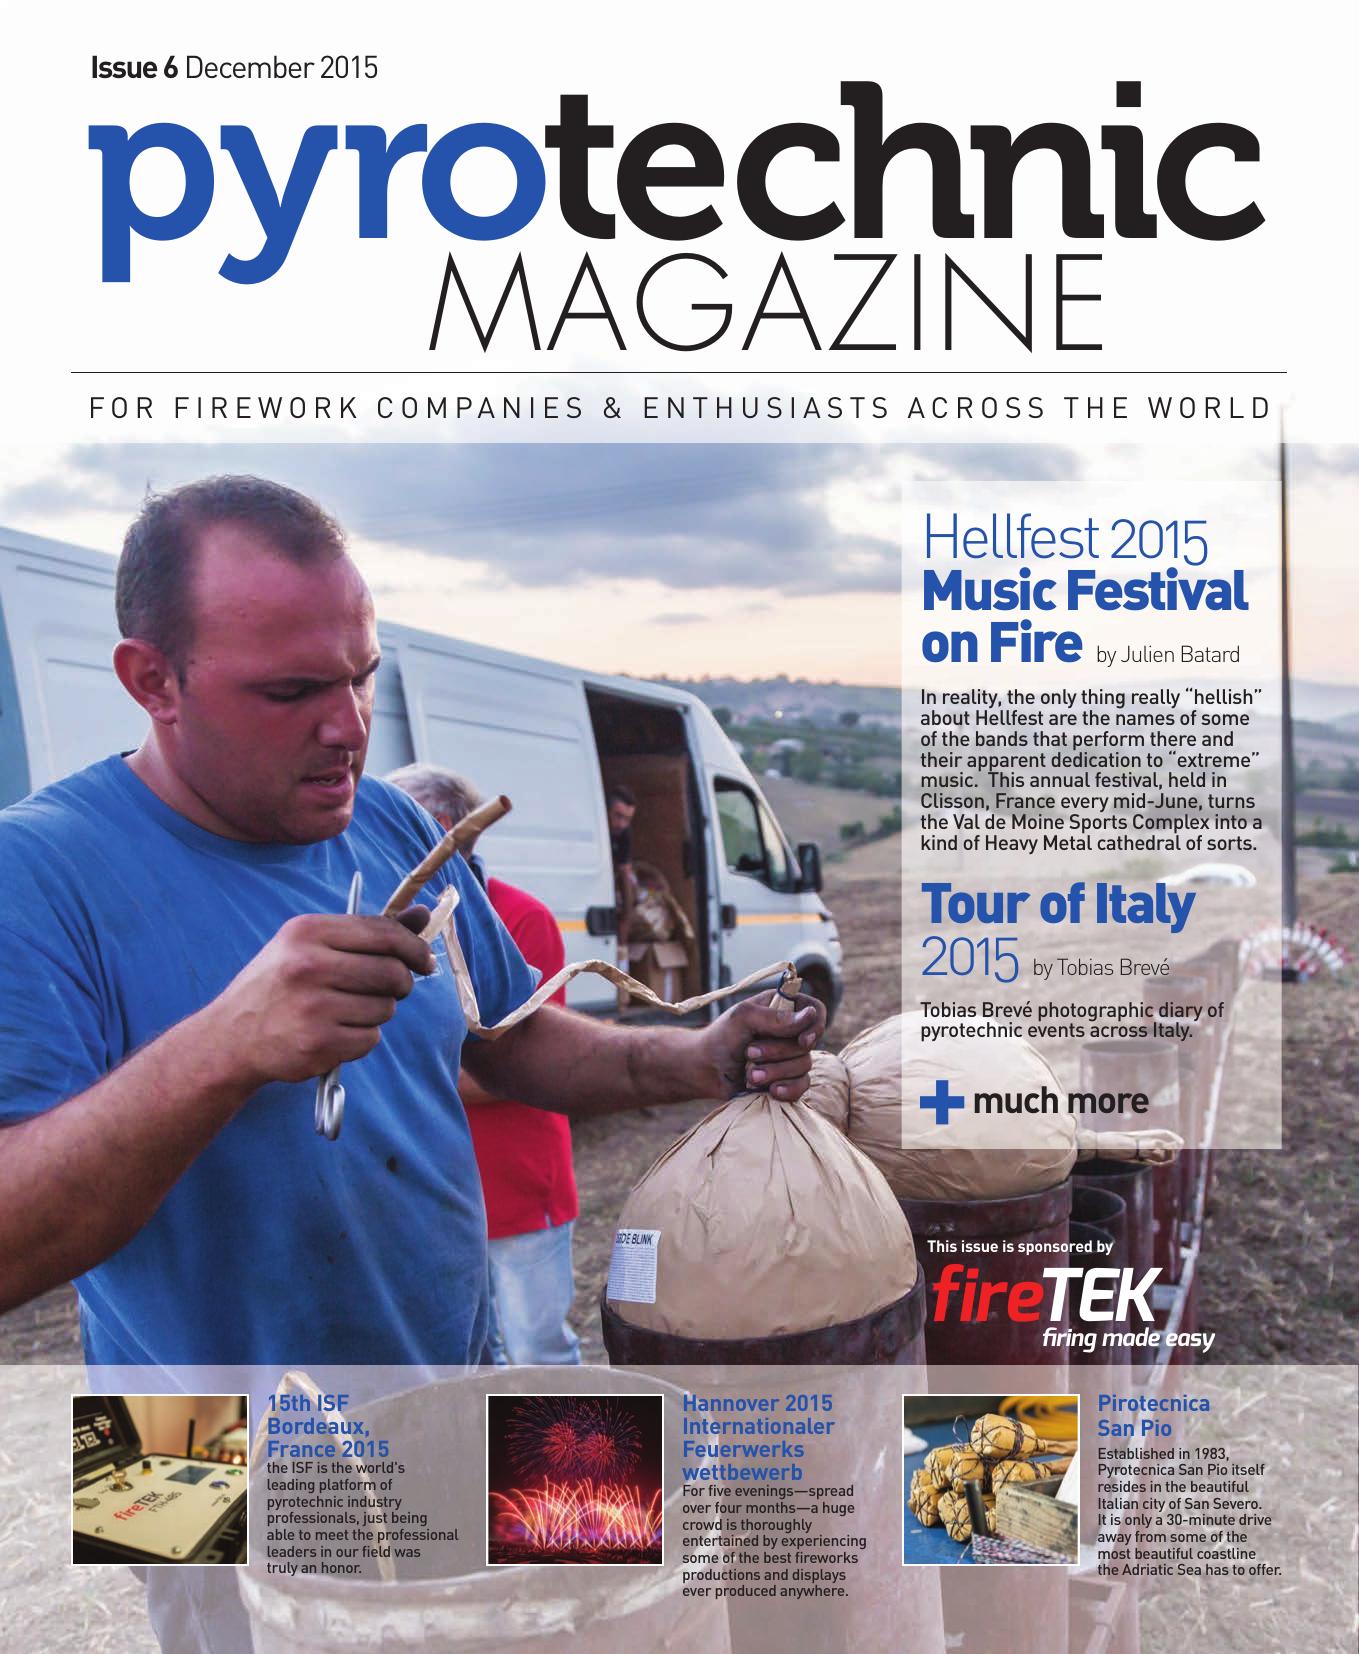 Issue 6 December 2015
pyrotechnic
MAGAZINE
FOR FIREWORK COMPANIES & ENTHUSIASTS ACROSS THE WORLD
Hellfest 2015
Music Festival
on Fire by Julien Batard
In reality, the only thing really “hellish”
about Hellfest are the names of some
of the bands that perform there and
their apparent dedication to “extreme”
music. This annual festival, held in
Clisson, France every mid-June, turns
the Val de Moine Sports Complex into a
kind of Heavy Metal cathedral of sorts.
Tour of Italy
2015 by Tobias Brevé
Tobias Brevé photographic diary of
pyrotechnic events across Italy.
+ much more
BLINK
This issue is sponsored by
fireTEK
firing made easy
15th ISF
Bordeaux,
France 2015
the ISF is the world's
leading platform of
pyrotechnic industry
professionals, just being
able to meet the professional
leaders in our field was
truly an honor.
fireTEK
Hannover 2015
Internationaler
Feuerwerks
wettbewerb
For five evenings—spread
over four months—a huge
crowd is thoroughly
entertained by experiencing
some of the best fireworks
productions and displays
ever produced anywhere.
Pirotecnica
San Pio
Established in 1983,
Pyrotecnica San Pio itself
resides in the beautiful
Italian city of San Severo.
It is only a 30-minute drive
away from some of the
most beautiful coastline
the Adriatic Sea has to offer.